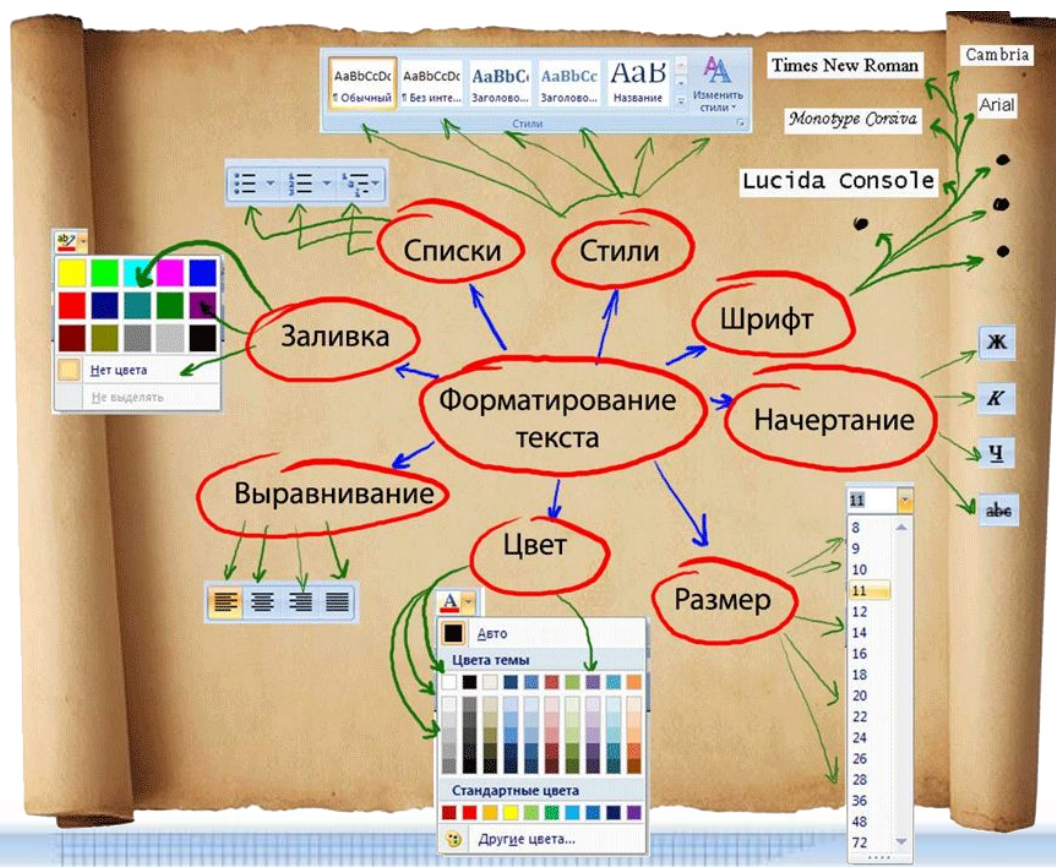 AaBbCcDc AaBbCcDc AaBbC AaBbCc AaB
¶ Обычный ¶ Без инте... Заголово... Заголово... Название
Изменить
стили
Стили
Times New Roman
Cambria
Monotype Corsiva
Arial
Lucida Console
Списки
Стили
Шрифт
Заливка
Форматирование
текста
Начертание
Выравнивание
Цвет
Размер
ab
Нет цвета
Не выделять
Ж
К
Ч
abc
А
Авто
Цвета темы
Стандартные цвета
Другие цвета...
11
8
9
10
11
12
14
16
18
20
22
24
26
28
36
48
72